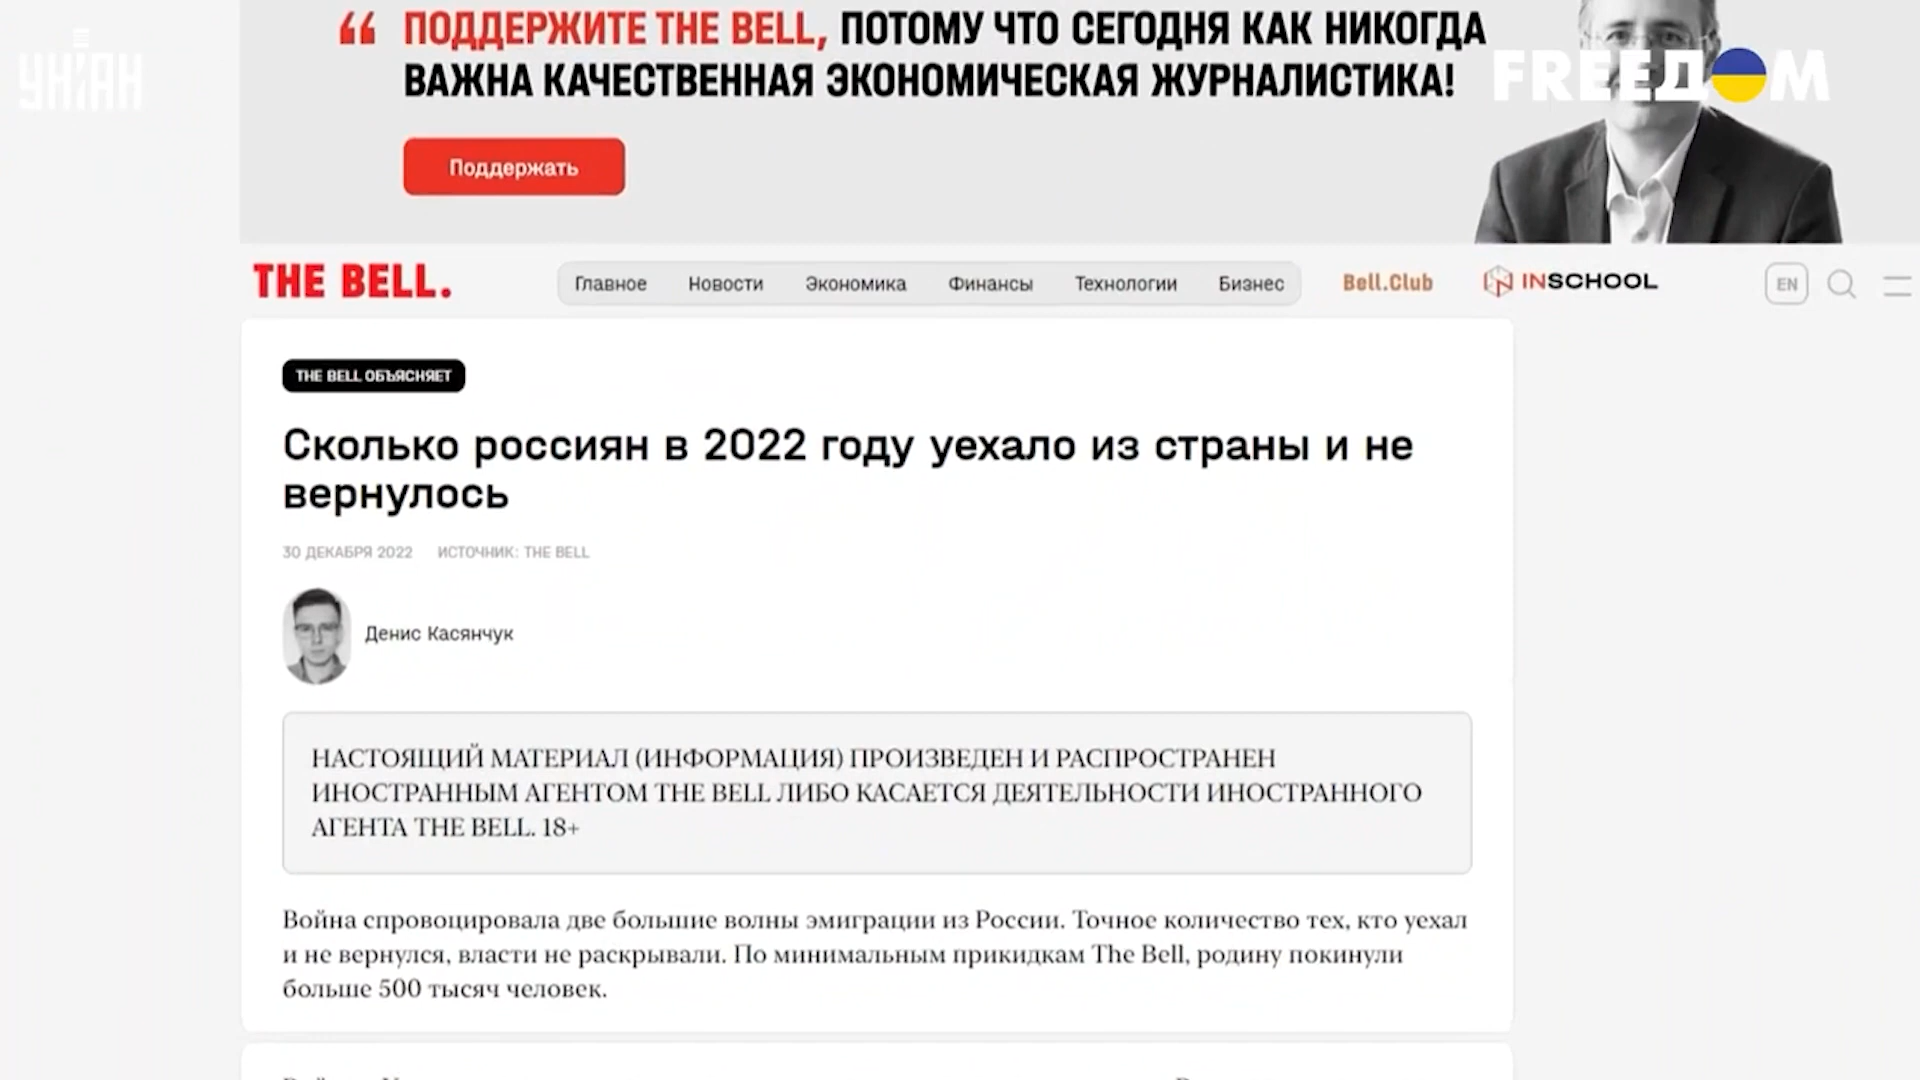 “ ПОДДЕРЖИТЕ THE BELL, ПОТОМУ ЧТО СЕГОДНЯ КАК НИКОГДА
ВАЖНА КАЧЕСТВЕННАЯ ЭКОНОМИЧЕСКАЯ ЖУРНАЛИСТИКА!
УНІАН
FREEДOM
Поддержать
THE BELL.
Главное Новости Экономика Финансы Технологии Бизнес Bell.Club INSCHOOL EN
THE BELL ОБЪЯСНЯЕТ
Сколько россиян в 2022 году уехало из страны и не
вернулось
30 ДЕКАБРЯ 2022 ИСТОЧНИК: THE BELL
Денис Касянчук
НАСТОЯЩИЙ МАТЕРИАЛ (ИНФОРМАЦИЯ) ПРОИЗВЕДЕН И РАСПРОСТРАНЕН
ИНОСТРАННЫМ АГЕНТОМ THE BELL ЛИБО КАСАЕТСЯ ДЕЯТЕЛЬНОСТИ ИНОСТРАННОГО
АГЕНТА THE BELL. 18+
Война спровоцировала две большие волны эмиграции из России. Точное количество тех, кто уехал
и не вернулся, власти не раскрывали. По минимальным прикидкам The Bell, родину покинули
больше 500 тысяч человек.